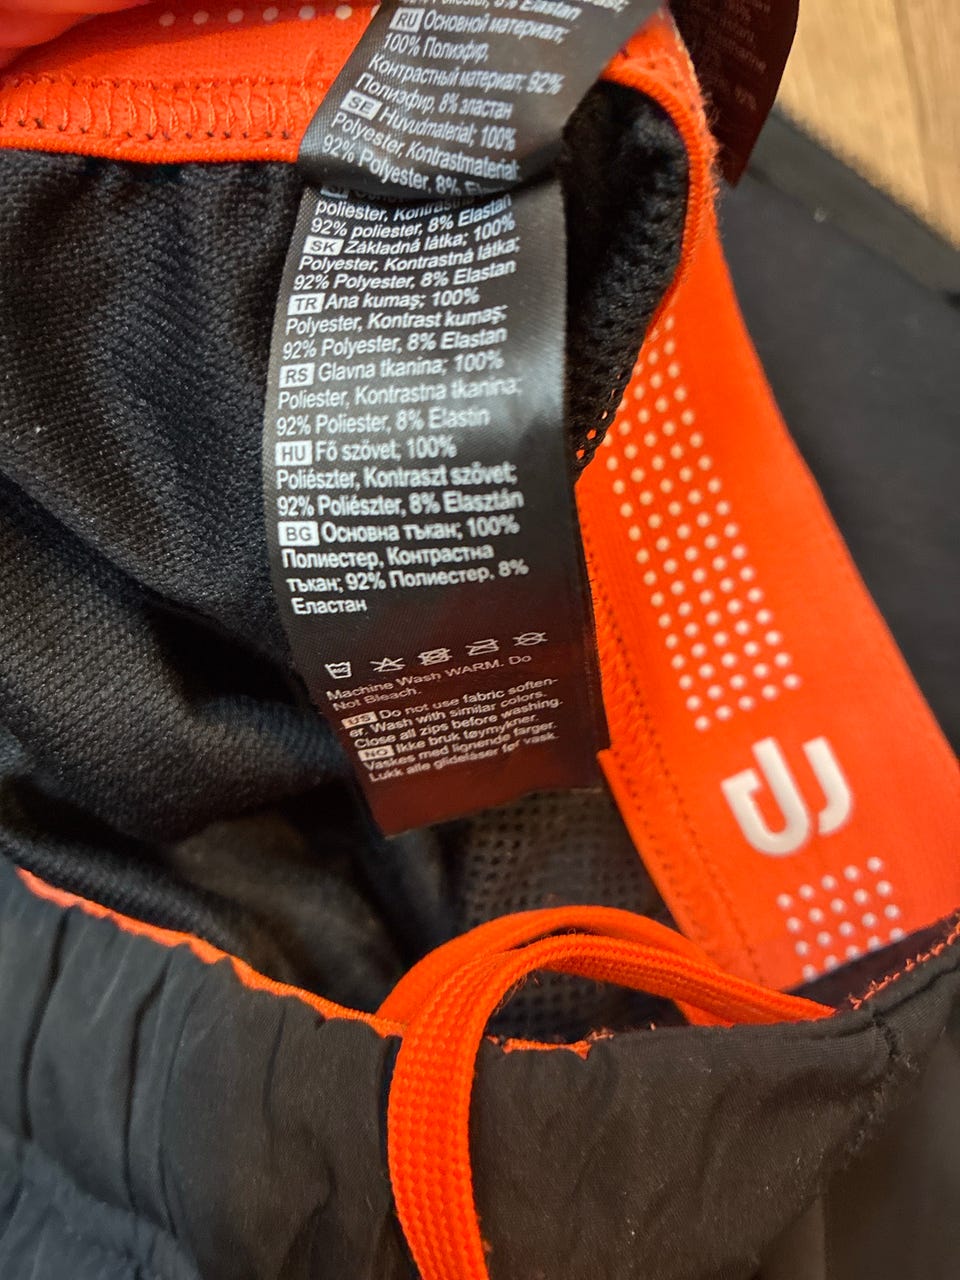 92% Polyester, 8% Elastan
RU Основной материал;
100% Полиэфир,
Контрастный материал; 92%
Полиэфир, 8% эластан
SE Huvudmaterial; 100%
Polyester, Kontrastmaterial;
92% Polyester, 8%
poliester,
92% poliester, 8% Elastan
SK Základná látka; 100%
Polyester, Kontrastná látka;
92% Polyester, 8% Elastan
TR Ana kumaş; 100%
Polyester, Kontrast kumaş;
92% Polyester, 8% Elastan
RS Glavna tkanina; 100%
Poliester, Kontrastna tkanina;
92% Poliester, 8% Elastin
HU Fő szövet; 100%
Poliészter, Kontraszt szövet;
92% Poliészter, 8% Elasztán
BG Основна тъкан; 100%
Полиестер, Контрастна
тъкан; 92% Полиестер. 8%
Еластан
30C
Machine Wash WARM. Do
Not Bleach.
US Do not use fabric soften-
er. Wash with similar colors.
Close all zips before washing.
NO Ikke bruk tøymykner.
Vaskes med lignende farger.
Lukk alle glidelåser før vask.